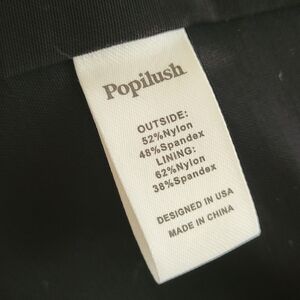 Popilush
OUTSIDE:
52%Nylon
48%Spandex
LINING:
62%Nylon
38%Spandex
DESIGNED IN USA
MADE IN CHINA